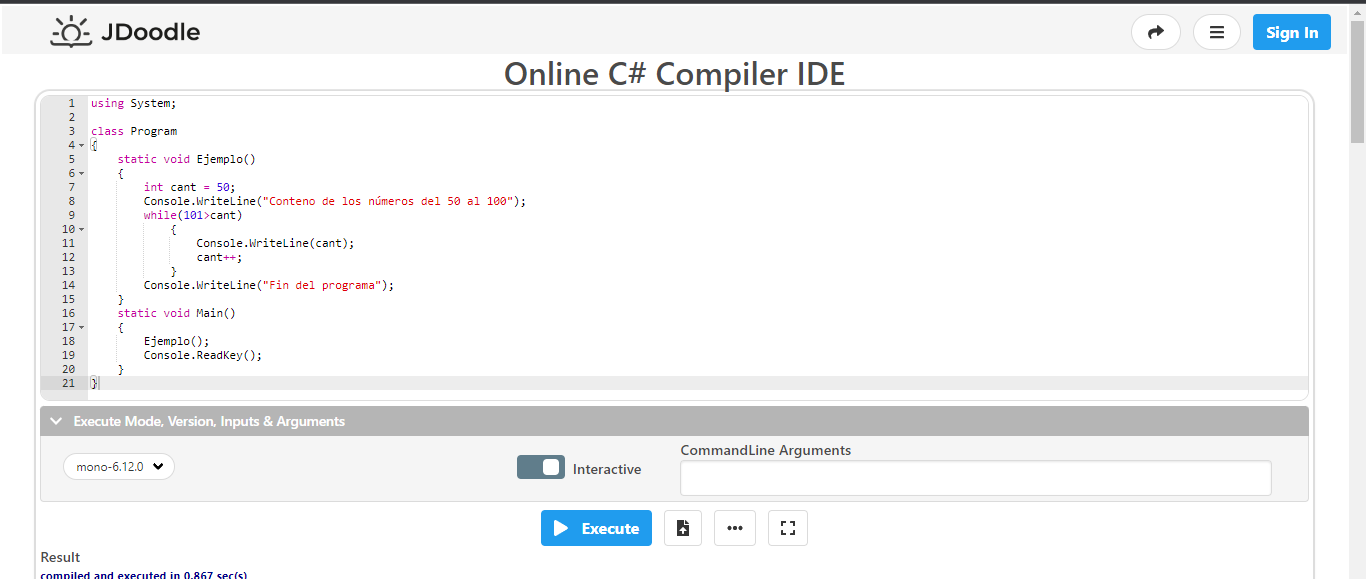 JDoodle
Sign In
Online C# Compiler IDE
1 using System;
2
3 class Program
4 {
5 static void Ejemplo()
6 {
7 int cant = 50;
8 Console.WriteLine("Conteno de los números del 50 al 100");
9 while(101>cant)
10 {
11 Console.WriteLine(cant);
12 cant++;
13 }
14 Console.WriteLine("Fin del programa");
15 }
16 static void Main()
17 {
18 Ejemplo();
19 Console.ReadKey();
20 }
21 }
Execute Mode, Version, Inputs & Arguments
CommandLine Arguments
mono-6.12.0
Interactive
Execute
Result
compiled and executed in 0.867 sec(s)